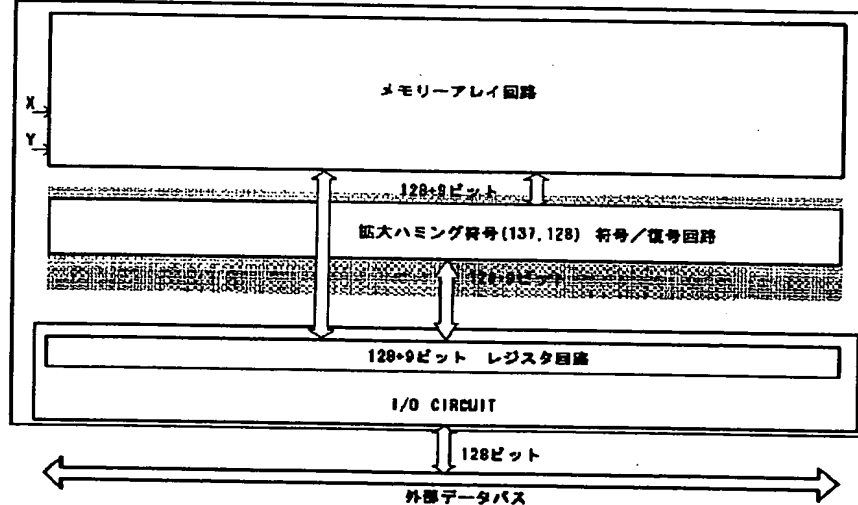 メモリーアレイ回路
X
Y
128+9ビット
拡大ハミング符号(137,128) 符号／復号回路
128+9ビット
128+9ビット レジスタ回路
I/O CIRCUIT
128ビット
外部データバス